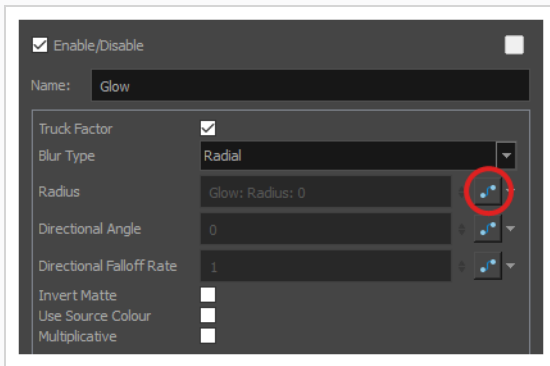 Enable/Disable
Name: Glow
Truck Factor
Blur Type Radial
Radius Glow: Radius: 0
Directional Angle 0
Directional Falloff Rate 1
Invert Matte
Use Source Colour
Multiplicative